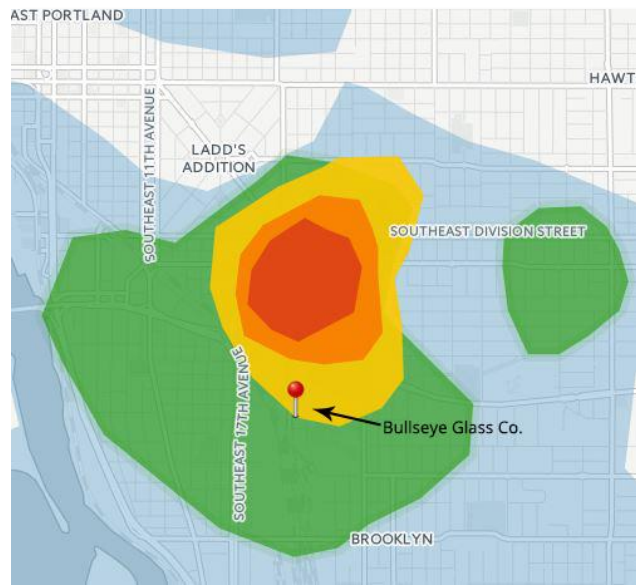 AST PORTLAND
HAWT
SOUTHEAST 11TH AVENUE
LADD'S
ADDITION
SOUTHEAST DIVISION STREET
SOUTHEAST 17TH AVENUE
Bullseye Glass Co.
BROOKLYN